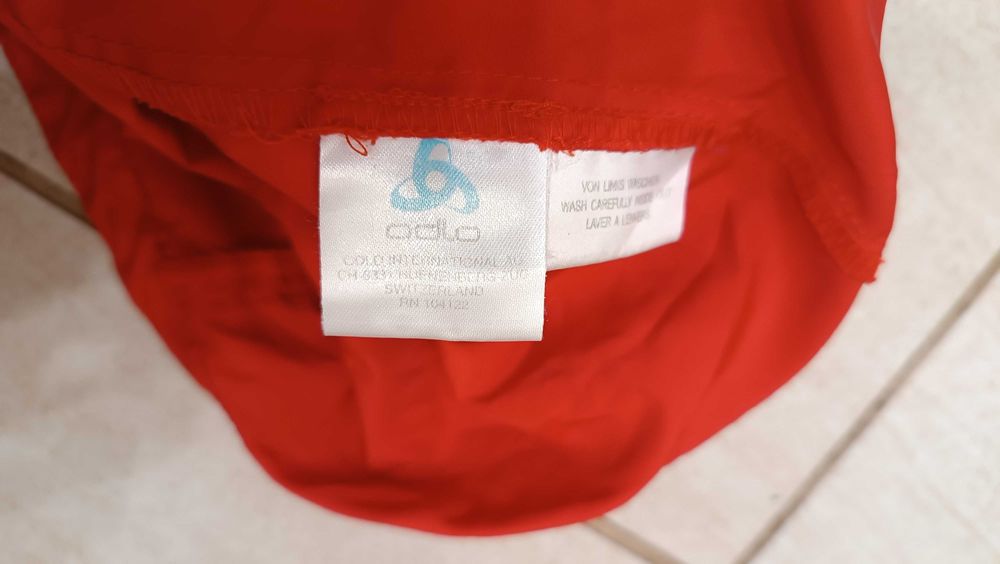 odlo
ODLO INTERNATIONAL AG
CH-6331 HUENENBERG-ZUG
SWITZERLAND
RN 104122
VON LINKS WASCHEN
WASH CAREFULLY INSIDE OUT
LAVER A L'ENVERS